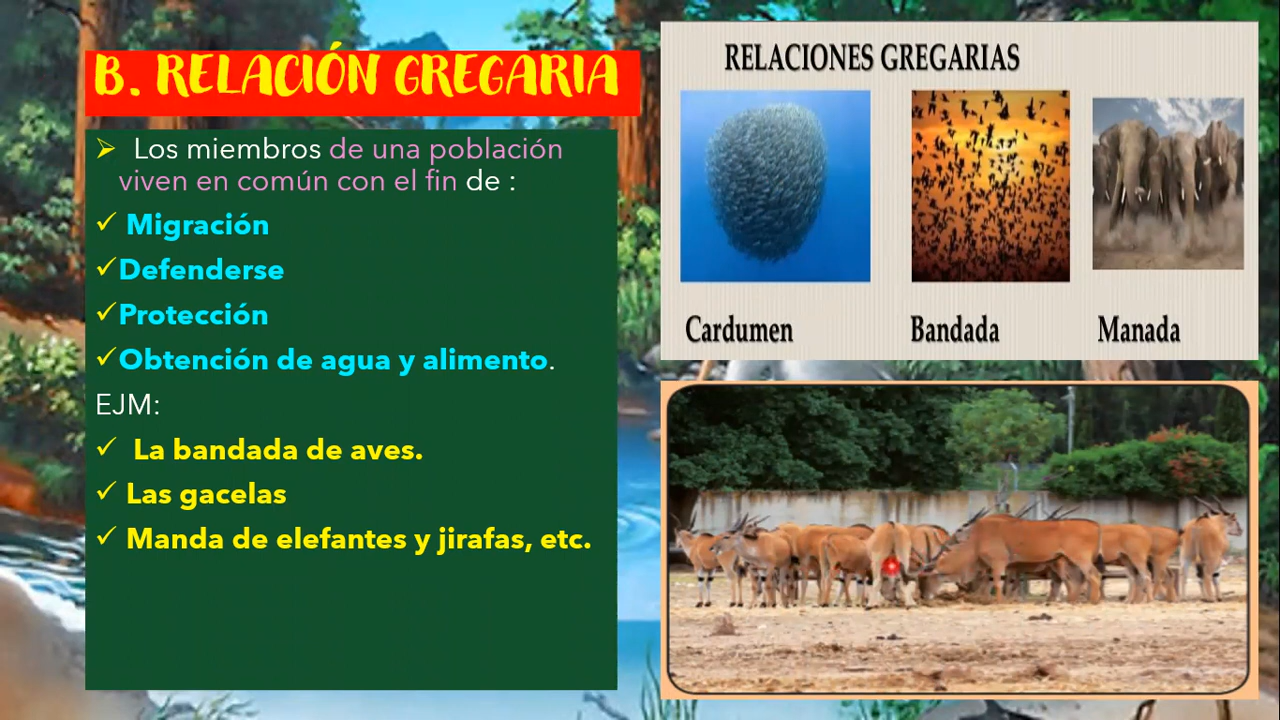 B. RELACIÓN GREGARIA
Los miembros de una población
viven en común con el fin de :
Migración
Defenderse
Protección
Obtención de agua y alimento.
EJM:
La bandada de aves.
Las gacelas
Manda de elefantes y jirafas, etc.
RELACIONES GREGARIAS
Cardumen
Bandada
Manada